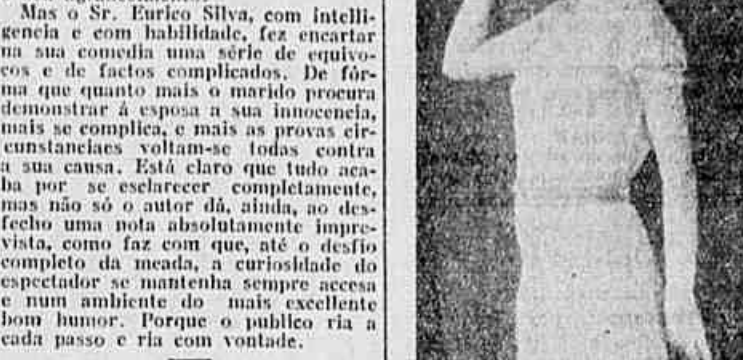 Mas o Sr. Eurico Silva, com intelli-
gencia e com habilidade, fez encartar
na sua comedia uma série de equivo-
cos e de factos complicados. De fór-
ma que quanto mais o marido procura
demonstrar á esposa a sua innocencia,
mais se complica, e mais as provas cir-
cunstanciaes voltam-se todas contra
a sua causa. Está claro que tudo aca-
ba por se esclarecer completamente,
mas não só o autor dá, ainda, ao des-
fecho uma nota absolutamente impre-
vista, como faz com que, até o desfio
completo da meada, a curiosidade do
espectador se mantenha sempre accesa
e num ambiente do mais excellente
bom humor. Porque o publico ria a
cada passo e ria com vontade.